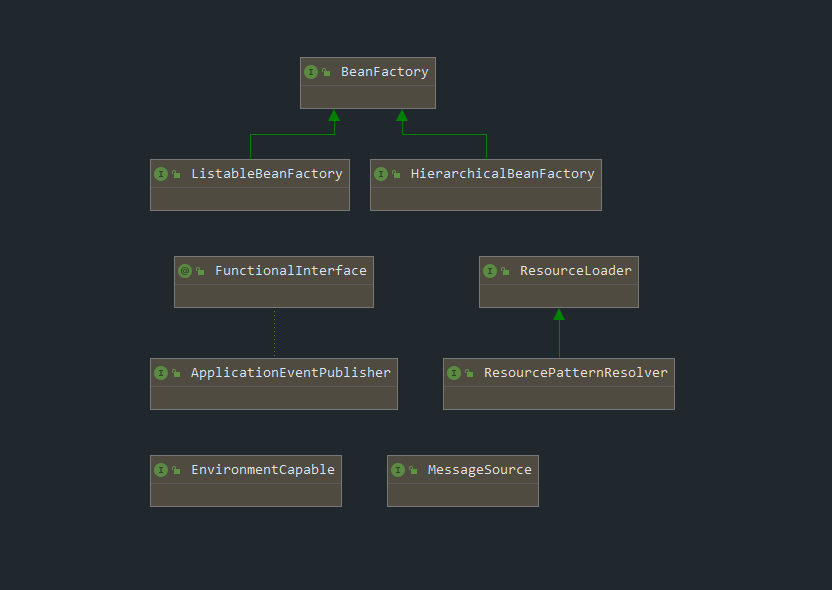 BeanFactory
ListableBeanFactory
HierarchicalBeanFactory
FunctionalInterface
ResourceLoader
ApplicationEventPublisher
ResourcePatternResolver
EnvironmentCapable
MessageSource